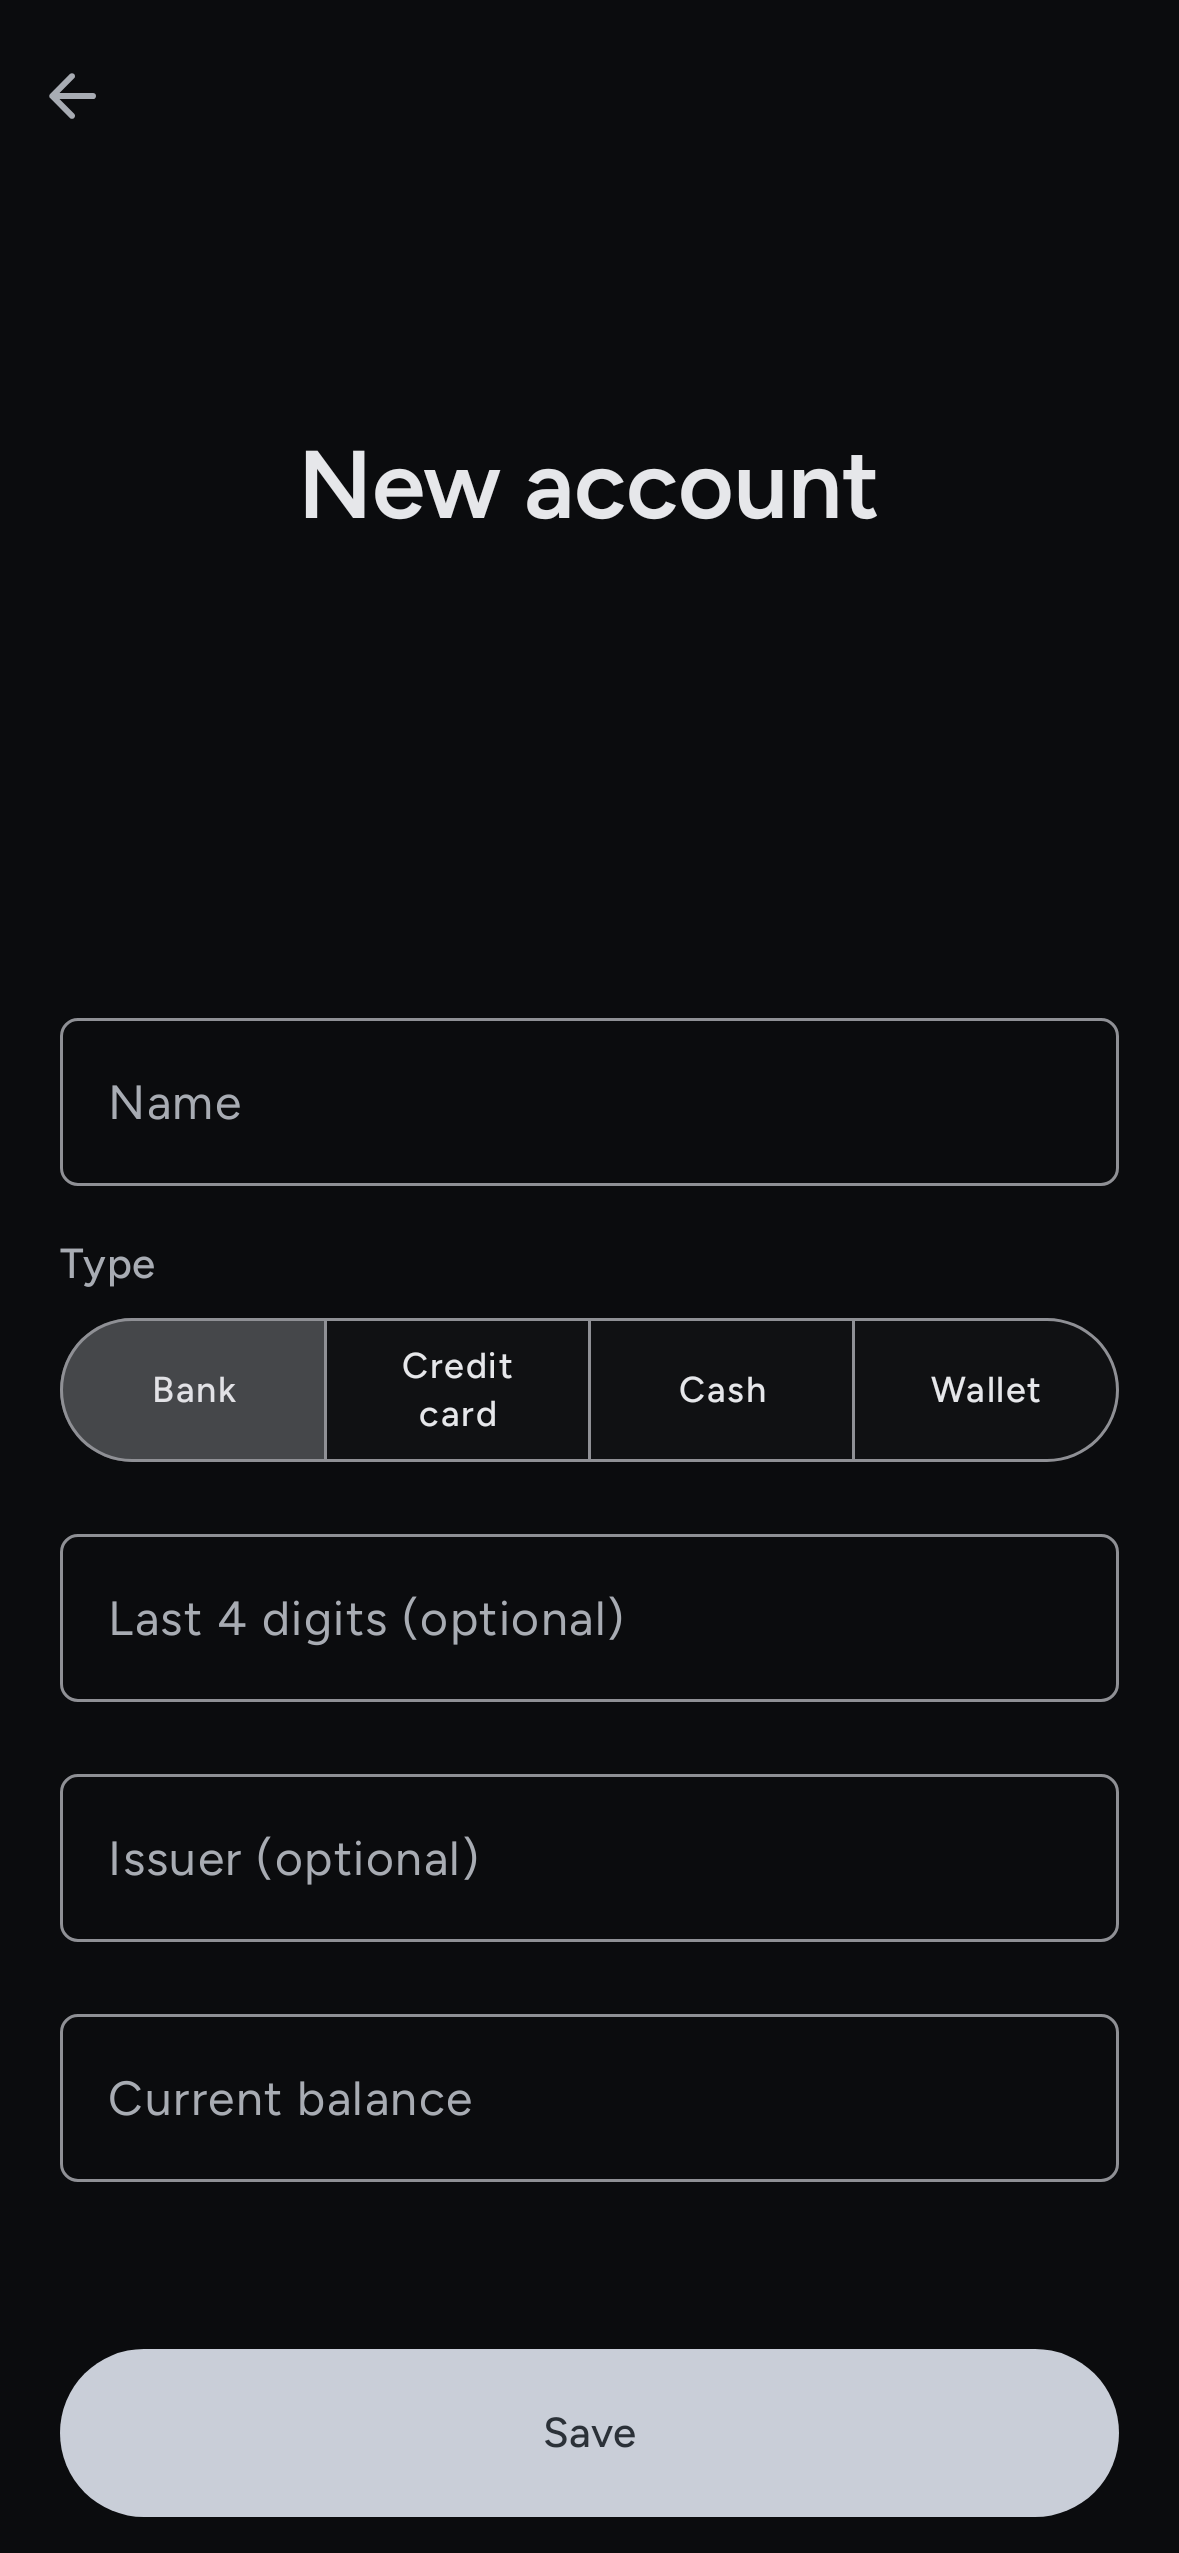 New account
Name
Type
Bank
Credit
card
Cash
Wallet
Last 4 digits (optional)
Issuer (optional)
Current balance
Save